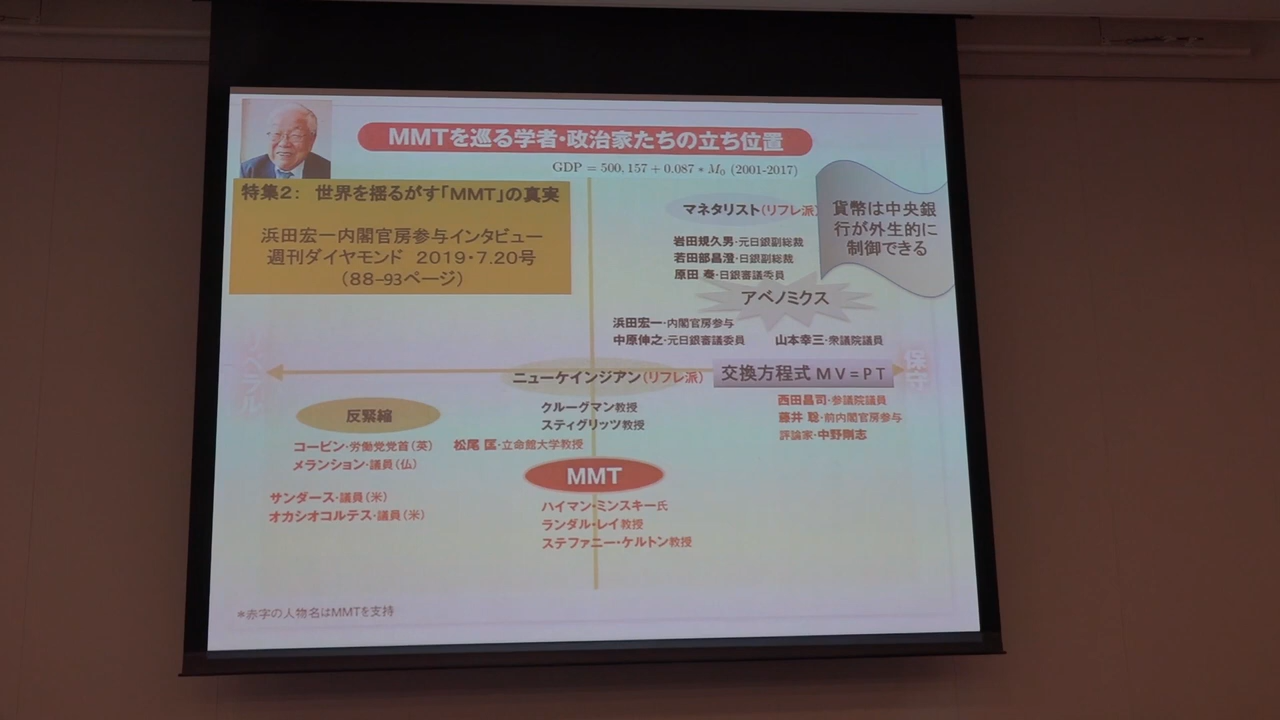 MMTを巡る学者・政治家たちの立ち位置
GDP = 500,157 + 0.087 * M₀ (2001-2017)
特集2： 世界を揺るがす「MMT」の真実
浜田宏一内閣官房参与インタビュー
週刊ダイヤモンド 2019・7.20号
（88–93ページ）
マネタリスト（リフレ派）
貨幣は中央銀
行が外生的に
制御できる
岩田規久男・元日銀副総裁
若田部昌澄・日銀副総裁
原田 泰・日銀審議委員
アベノミクス
浜田宏一・内閣官房参与
中原伸之・元日銀審議委員
山本幸三・衆議院議員
リベラル
保守
ニューケインジアン（リフレ派）
交換方程式 MV=PT
クルーグマン教授
スティグリッツ教授
西田昌司・参議院議員
藤井 聡・前内閣官房参与
評論家・中野剛志
反緊縮
コービン・労働党党首（英）
メランション・議員（仏）
松尾 匡・立命館大学教授
サンダース・議員（米）
オカシオコルテス・議員（米）
MMT
ハイマン・ミンスキー氏
ランダル・レイ教授
ステファニー・ケルトン教授
＊赤字の人物名はMMTを支持